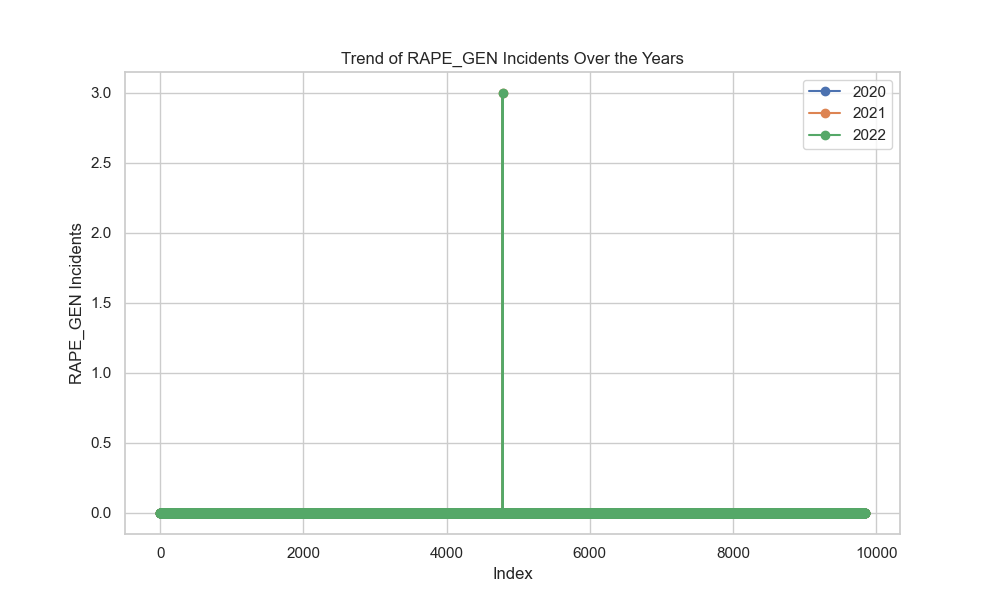 Trend of RAPE_GEN Incidents Over the Years
3.0
2.5
2.0
1.5
1.0
0.5
0.0
RAPE_GEN Incidents
2020
2021
2022
0 2000 4000 6000 8000 10000
Index